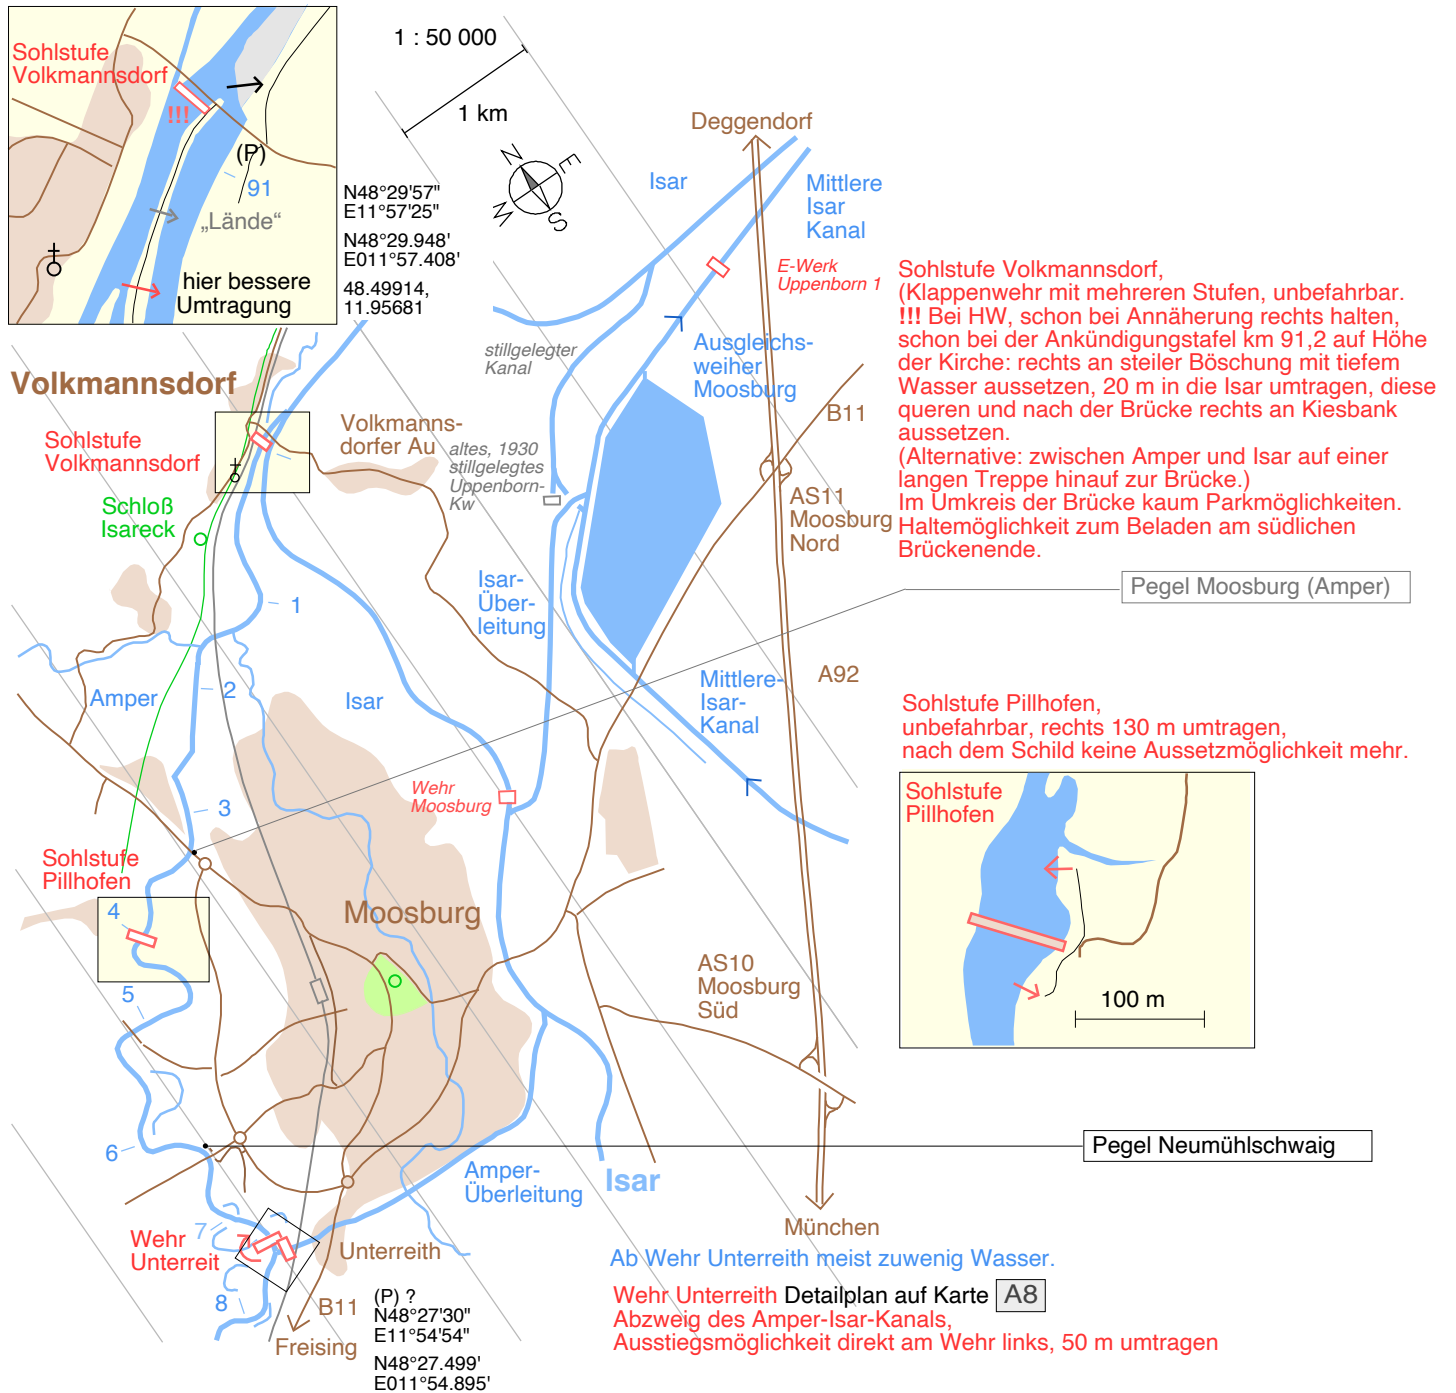 Sohlstufe
Volkmannsdorf
!!!
(P)
91
„Lände“
hier bessere
Umtragung
1 : 50 000
1 km
N
E
S
W
N48°29'57"
E11°57'25"
N48°29.948'
E011°57.408'
48.49914,
11.95681
Deggendorf
Isar
Mittlere
Isar
Kanal
E-Werk
Uppenborn 1
Ausgleichs-
weiher
Moosburg
stillgelegter
Kanal
B11
Volkmannsdorf
Sohlstufe
Volkmannsdorf
Volkmanns-
dorfer Au
altes, 1930
stillgelegtes
Uppenborn-
Kw
Schloß
Isareck
AS11
Moosburg
Nord
Isar-
Über-
leitung
1
2
Amper
Isar
Mittlere-
Isar-
Kanal
A92
Wehr
Moosburg
3
Sohlstufe
Pillhofen
4
Moosburg
5
AS10
Moosburg
Süd
6
Amper-
Überleitung
Isar
7
Wehr
Unterreit
Unterreith
8
B11
Freising
(P) ?
N48°27'30"
E11°54'54"
N48°27.499'
E011°54.895'
München
Sohlstufe Volkmannsdorf,
(Klappenwehr mit mehreren Stufen, unbefahrbar.
!!! Bei HW, schon bei Annäherung rechts halten,
schon bei der Ankündigungstafel km 91,2 auf Höhe
der Kirche: rechts an steiler Böschung mit tiefem
Wasser aussetzen, 20 m in die Isar umtragen, diese
queren und nach der Brücke rechts an Kiesbank
aussetzen.
(Alternative: zwischen Amper und Isar auf einer
langen Treppe hinauf zur Brücke.)
Im Umkreis der Brücke kaum Parkmöglichkeiten.
Haltemöglichkeit zum Beladen am südlichen
Brückenende.
Pegel Moosburg (Amper)
Sohlstufe Pillhofen,
unbefahrbar, rechts 130 m umtragen,
nach dem Schild keine Aussetzmöglichkeit mehr.
Sohlstufe
Pillhofen
100 m
Pegel Neumühlschwaig
Ab Wehr Unterreith meist zuwenig Wasser.
Wehr Unterreith Detailplan auf Karte A8
Abzweig des Amper-Isar-Kanals,
Ausstiegsmöglichkeit direkt am Wehr links, 50 m umtragen